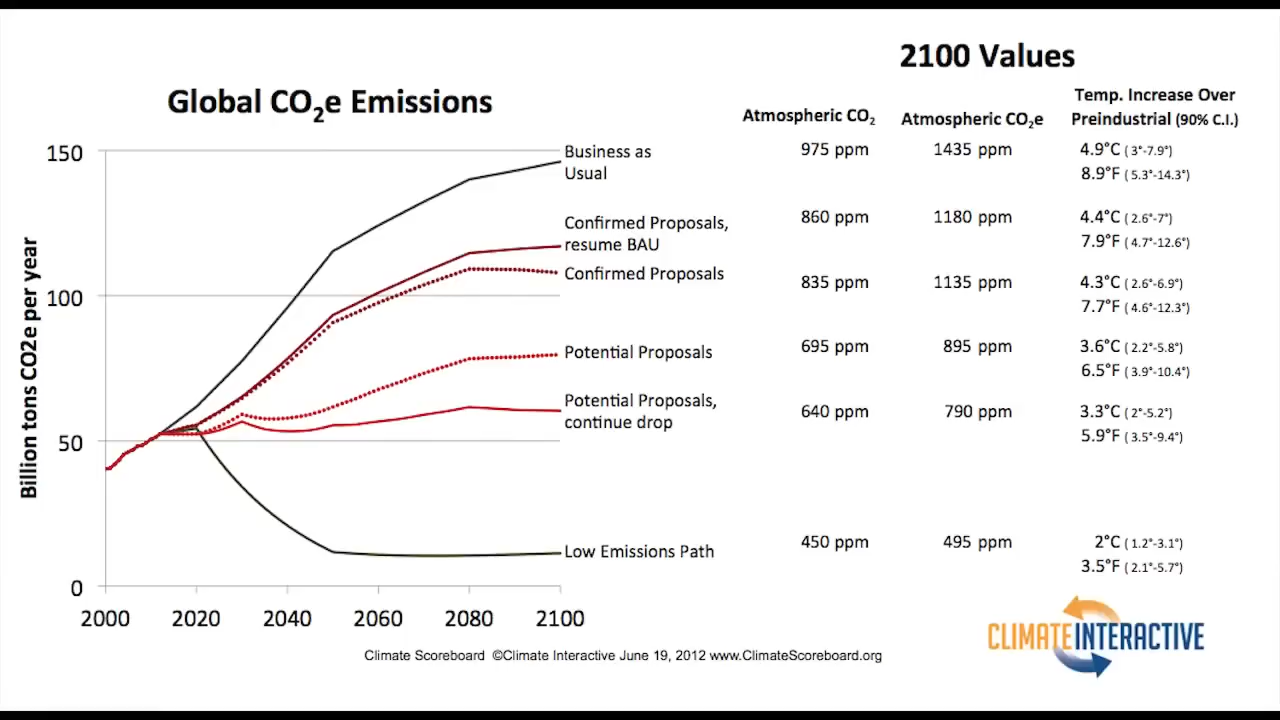 2100 Values
Global CO₂e Emissions
Atmospheric CO₂
Atmospheric CO₂e
Temp. Increase Over
Preindustrial (90% C.I.)
Billion tons CO2e per year
150
100
50
0
2000 2020 2040 2060 2080 2100
Business as
Usual
975 ppm 1435 ppm 4.9°C ( 3°-7.9°)
8.9°F ( 5.3°-14.3°)
Confirmed Proposals,
resume BAU
860 ppm 1180 ppm 4.4°C ( 2.6°-7°)
7.9°F ( 4.7°-12.6°)
Confirmed Proposals
835 ppm 1135 ppm 4.3°C ( 2.6°-6.9°)
7.7°F ( 4.6°-12.3°)
Potential Proposals
695 ppm 895 ppm 3.6°C ( 2.2°-5.8°)
6.5°F ( 3.9°-10.4°)
Potential Proposals,
continue drop
640 ppm 790 ppm 3.3°C ( 2°-5.2°)
5.9°F ( 3.5°-9.4°)
Low Emissions Path
450 ppm 495 ppm 2°C ( 1.2°-3.1°)
3.5°F ( 2.1°-5.7°)
CLIMATEINTERACTIVE
Climate Scoreboard ©Climate Interactive June 19, 2012 www.ClimateScoreboard.org